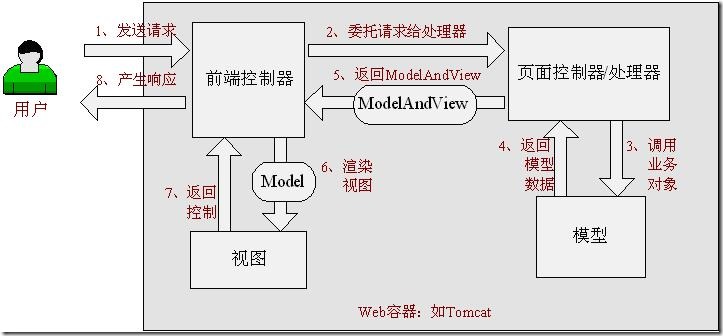 1、发送请求
2、委托请求给处理器
8、产生响应
用户
前端控制器
5、返回ModelAndView
ModelAndView
页面控制器/处理器
4、返回
模型
数据
3、调用
业务
对象
6、渲染
视图
Model
7、返回
控制
视图
模型
Web容器：如Tomcat